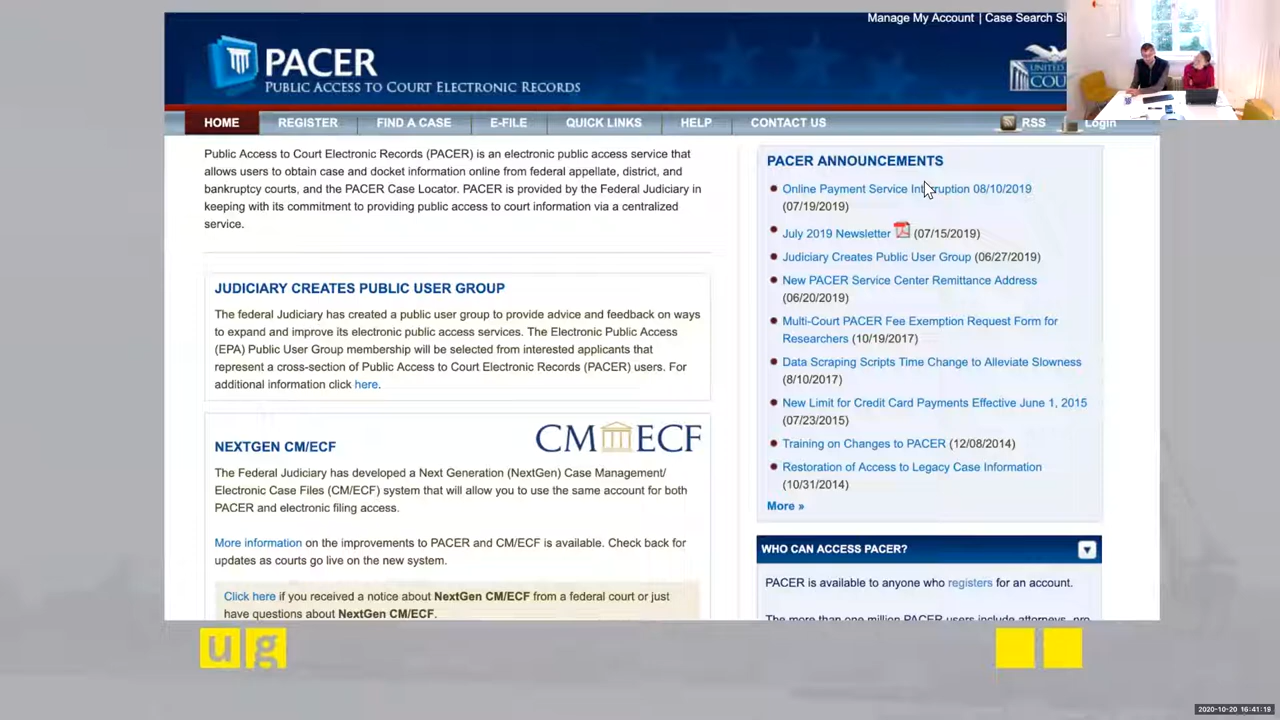 Manage My Account | Case Search Si
PACER
PUBLIC ACCESS TO COURT ELECTRONIC RECORDS
UNITED
COU
HOME REGISTER FIND A CASE E-FILE QUICK LINKS HELP CONTACT US RSS Login
Public Access to Court Electronic Records (PACER) is an electronic public access service that
allows users to obtain case and docket information online from federal appellate, district, and
bankruptcy courts, and the PACER Case Locator. PACER is provided by the Federal Judiciary in
keeping with its commitment to providing public access to court information via a centralized
service.
JUDICIARY CREATES PUBLIC USER GROUP
The federal Judiciary has created a public user group to provide advice and feedback on ways
to expand and improve its electronic public access services. The Electronic Public Access
(EPA) Public User Group membership will be selected from interested applicants that
represent a cross-section of Public Access to Court Electronic Records (PACER) users. For
additional information click here.
NEXTGEN CM/ECF
CM ECF
The Federal Judiciary has developed a Next Generation (NextGen) Case Management/
Electronic Case Files (CM/ECF) system that will allow you to use the same account for both
PACER and electronic filing access.
More information on the improvements to PACER and CM/ECF is available. Check back for
updates as courts go live on the new system.
Click here if you received a notice about NextGen CM/ECF from a federal court or just
have questions about NextGen CM/ECF.
PACER ANNOUNCEMENTS
Online Payment Service Interruption 08/10/2019
(07/19/2019)
July 2019 Newsletter (07/15/2019)
Judiciary Creates Public User Group (06/27/2019)
New PACER Service Center Remittance Address
(06/20/2019)
Multi-Court PACER Fee Exemption Request Form for
Researchers (10/19/2017)
Data Scraping Scripts Time Change to Alleviate Slowness
(8/10/2017)
New Limit for Credit Card Payments Effective June 1, 2015
(07/23/2015)
Training on Changes to PACER (12/08/2014)
Restoration of Access to Legacy Case Information
(10/31/2014)
More »
WHO CAN ACCESS PACER?
PACER is available to anyone who registers for an account.
The more than one million PACER users include attorneys, pro
ug
2020-10-20 16:41:19